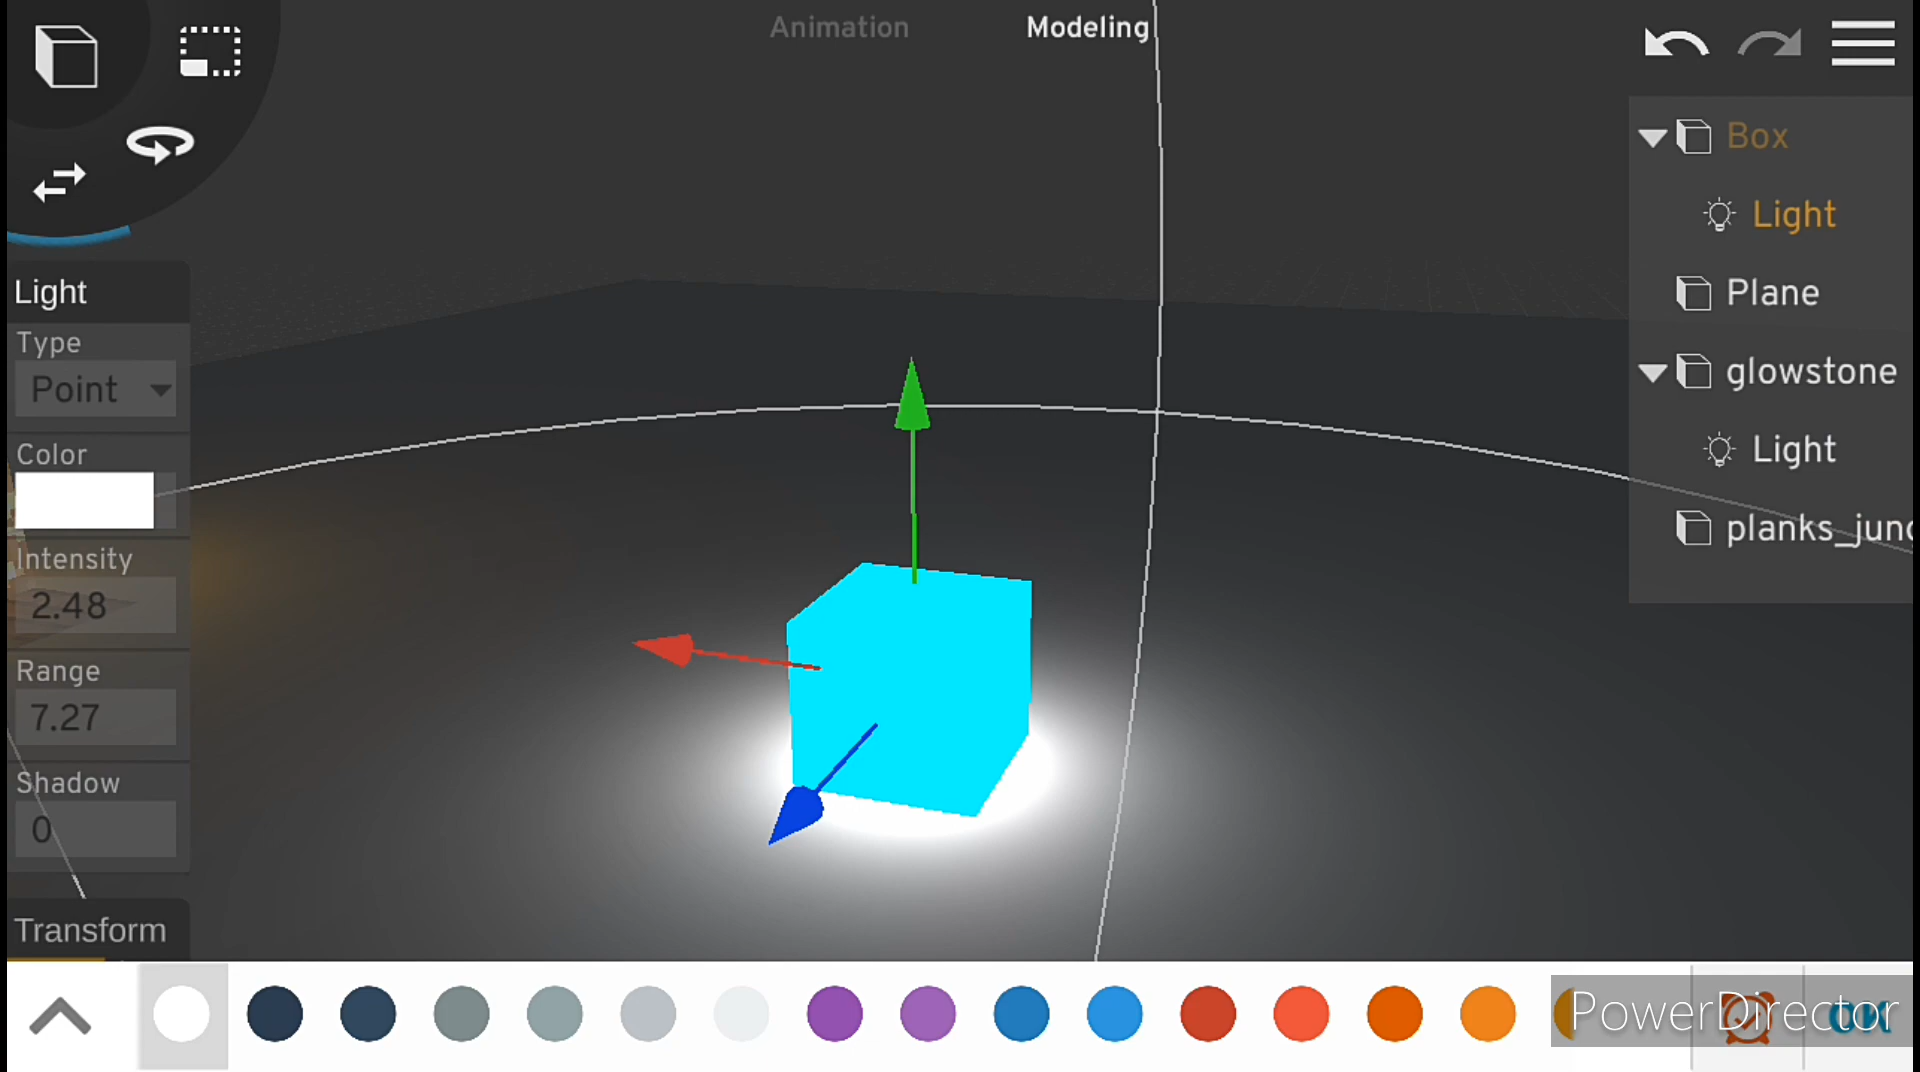 Animation
Modeling
Box
Light
Plane
glowstone
Light
Light
Type
Point
Color
Intensity
2.48
Range
7.27
Shadow
0
Transform
PowerDirector
OK